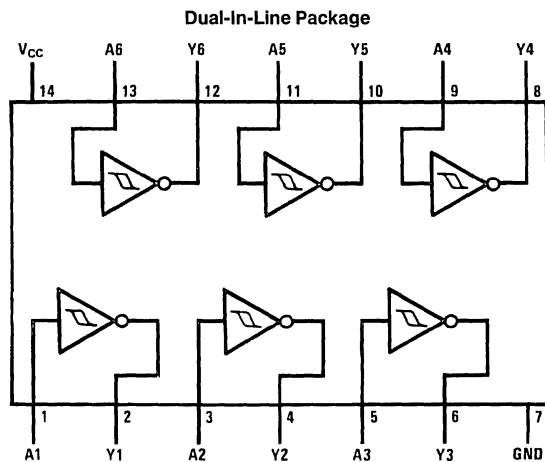 Dual-In-Line Package
VCC A6 Y6 A5 Y5 A4 Y4
14 13 12 11 10 9 8
1 2 3 4 5 6 7
A1 Y1 A2 Y2 A3 Y3 GND